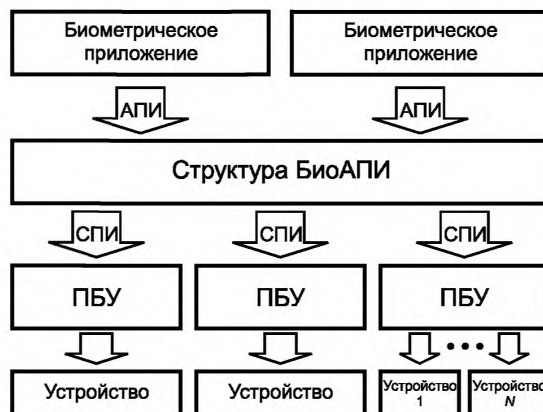 Биометрическое
приложение
Биометрическое
приложение
АПИ
АПИ
Структура БиоАПИ
СПИ
СПИ
СПИ
ПБУ
ПБУ
ПБУ
Устройство
Устройство
Устройство
1
Устройство
N